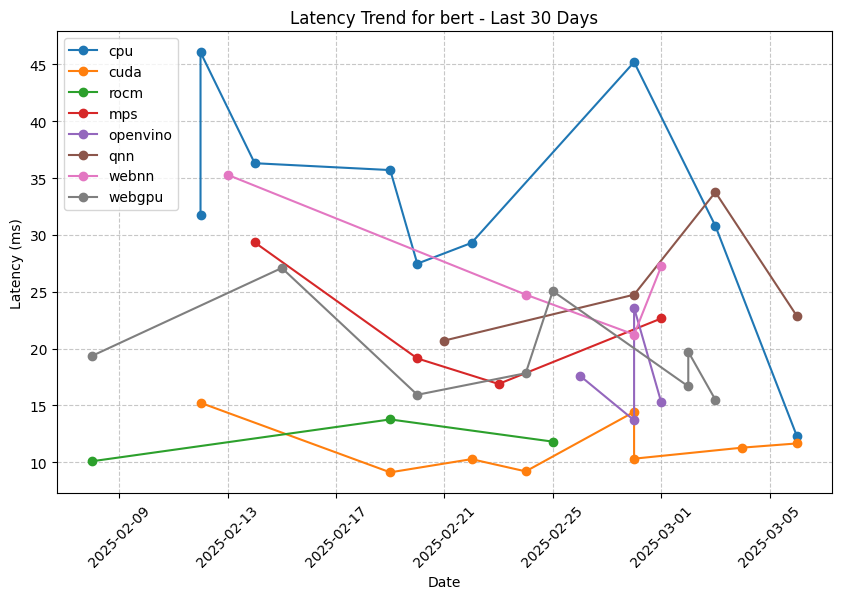 Latency Trend for bert - Last 30 Days
cpu
cuda
rocm
mps
openvino
qnn
webnn
webgpu
Latency (ms)
45
40
35
30
25
20
15
10
2025-02-09
2025-02-13
2025-02-17
2025-02-21
2025-02-25
2025-03-01
2025-03-05
Date